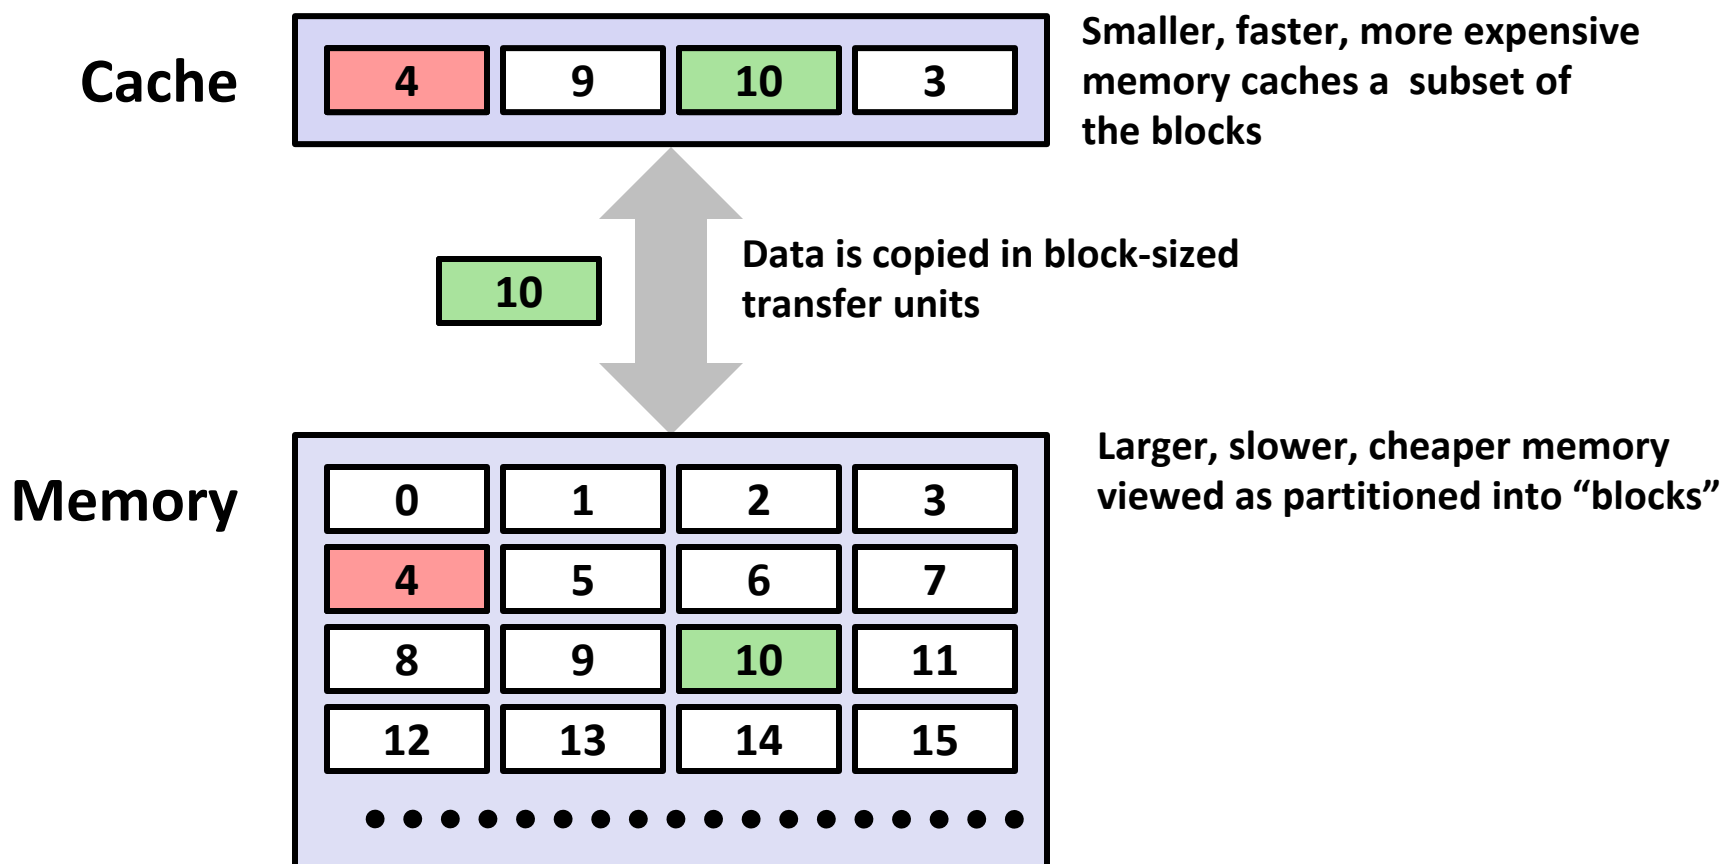 Cache
4 9 10 3
Smaller, faster, more expensive
memory caches a  subset of
the blocks
10
Data is copied in block-sized
transfer units
Memory
Larger, slower, cheaper memory
viewed as partitioned into “blocks”
0 1 2 3
4 5 6 7
8 9 10 11
12 13 14 15